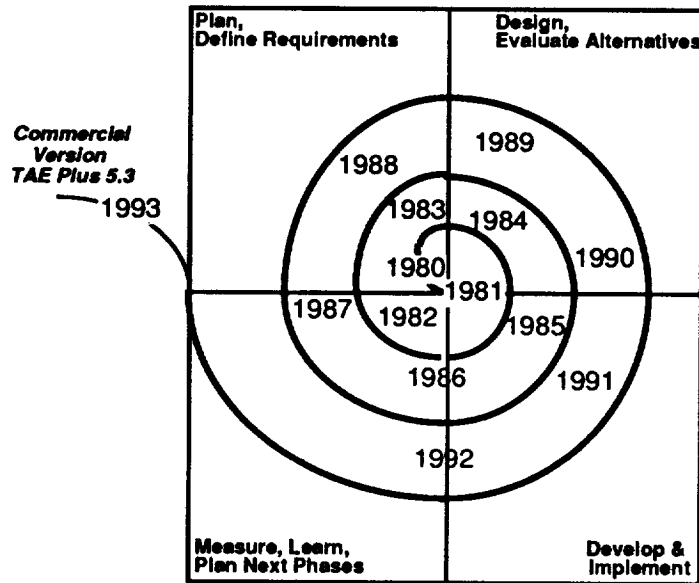 Plan,
Define Requirements
Design,
Evaluate Alternatives
Commercial
Version
TAE Plus 5.3
1993
1988
1989
1983
1984
1980
1990
1981
1987
1982
1985
1986
1991
1992
Measure, Learn,
Plan Next Phases
Develop &
Implement